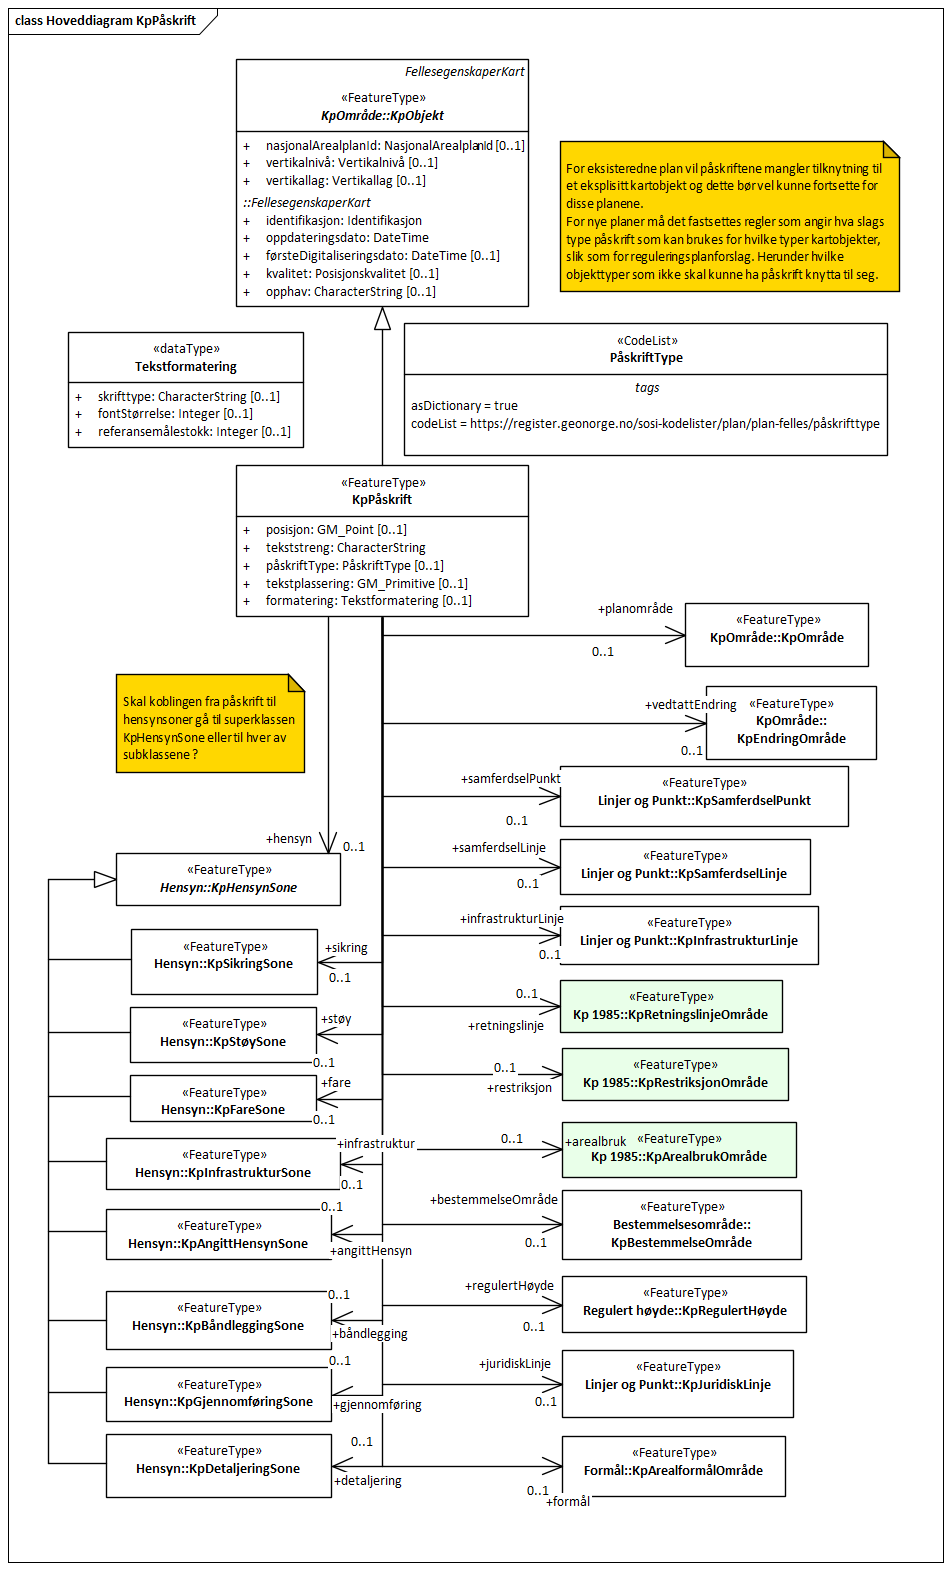 class Hoveddiagram KpPåskrift
FellesegenskaperKart
«FeatureType»
KpOmråde::KpObjekt
+ nasjonalArealplanId: NasjonalArealplanId [0..1]
+ vertikalnivå: Vertikalnivå [0..1]
+ vertikallag: Vertikallag [0..1]
::FellesegenskaperKart
+ identifikasjon: Identifikasjon
+ oppdateringsdato: DateTime
+ førsteDigitaliseringsdato: DateTime [0..1]
+ kvalitet: Posisjonskvalitet [0..1]
+ opphav: CharacterString [0..1]
For eksisteredne plan vil påskriftene mangler tilknytning til
et eksplisitt kartobjekt og dette bør vel kunne fortsette for
disse planene.
For nye planer må det fastsettes regler som angir hva slags
type påskrift som kan brukes for hvilke typer kartobjekter,
slik som for reguleringsplanforslag. Herunder hvilke
objekttyper som ikke skal kunne ha påskrift knytta til seg.
«dataType»
Tekstformatering
+ skrifttype: CharacterString [0..1]
+ fontStørrelse: Integer [0..1]
+ referansemålestokk: Integer [0..1]
«CodeList»
PåskriftType
tags
asDictionary = true
codeList = https://register.geonorge.no/sosi-kodelister/plan/plan-felles/påskrifttype
«FeatureType»
KpPåskrift
+ posisjon: GM_Point [0..1]
+ tekststreng: CharacterString
+ påskriftType: PåskriftType [0..1]
+ tekstplassering: GM_Primitive [0..1]
+ formatering: Tekstformatering [0..1]
+planområde
0..1
«FeatureType»
KpOmråde::KpOmråde
Skal koblingen fra påskrift til
hensynsoner gå til superklassen
KpHensynSone eller til hver av
subklassene ?
+vedtattEndring
0..1
«FeatureType»
KpOmråde::
KpEndringOmråde
+samferdselPunkt
0..1
«FeatureType»
Linjer og Punkt::KpSamferdselPunkt
+hensyn
0..1
«FeatureType»
Hensyn::KpHensynSone
+samferdselLinje
0..1
«FeatureType»
Linjer og Punkt::KpSamferdselLinje
+infrastrukturLinje
0..1
«FeatureType»
Linjer og Punkt::KpInfrastrukturLinje
+sikring
0..1
«FeatureType»
Hensyn::KpSikringSone
0..1
+retningslinje
«FeatureType»
Kp 1985::KpRetningslinjeOmråde
+støy
0..1
«FeatureType»
Hensyn::KpStøySone
0..1
+restriksjon
«FeatureType»
Kp 1985::KpRestriksjonOmråde
+fare
0..1
«FeatureType»
Hensyn::KpFareSone
+infrastruktur
0..1
«FeatureType»
Hensyn::KpInfrastrukturSone
0..1
+arealbruk
«FeatureType»
Kp 1985::KpArealbrukOmråde
0..1
+angittHensyn
«FeatureType»
Hensyn::KpAngittHensynSone
+bestemmelseOmråde
0..1
«FeatureType»
Bestemmelsesområde::
KpBestemmelseOmråde
0..1
+båndlegging
«FeatureType»
Hensyn::KpBåndleggingSone
+regulertHøyde
0..1
«FeatureType»
Regulert høyde::KpRegulertHøyde
0..1
+gjennomføring
«FeatureType»
Hensyn::KpGjennomføringSone
+juridiskLinje
0..1
«FeatureType»
Linjer og Punkt::KpJuridiskLinje
0..1
+detaljering
«FeatureType»
Hensyn::KpDetaljeringSone
0..1
+formål
«FeatureType»
Formål::KpArealformålOmråde